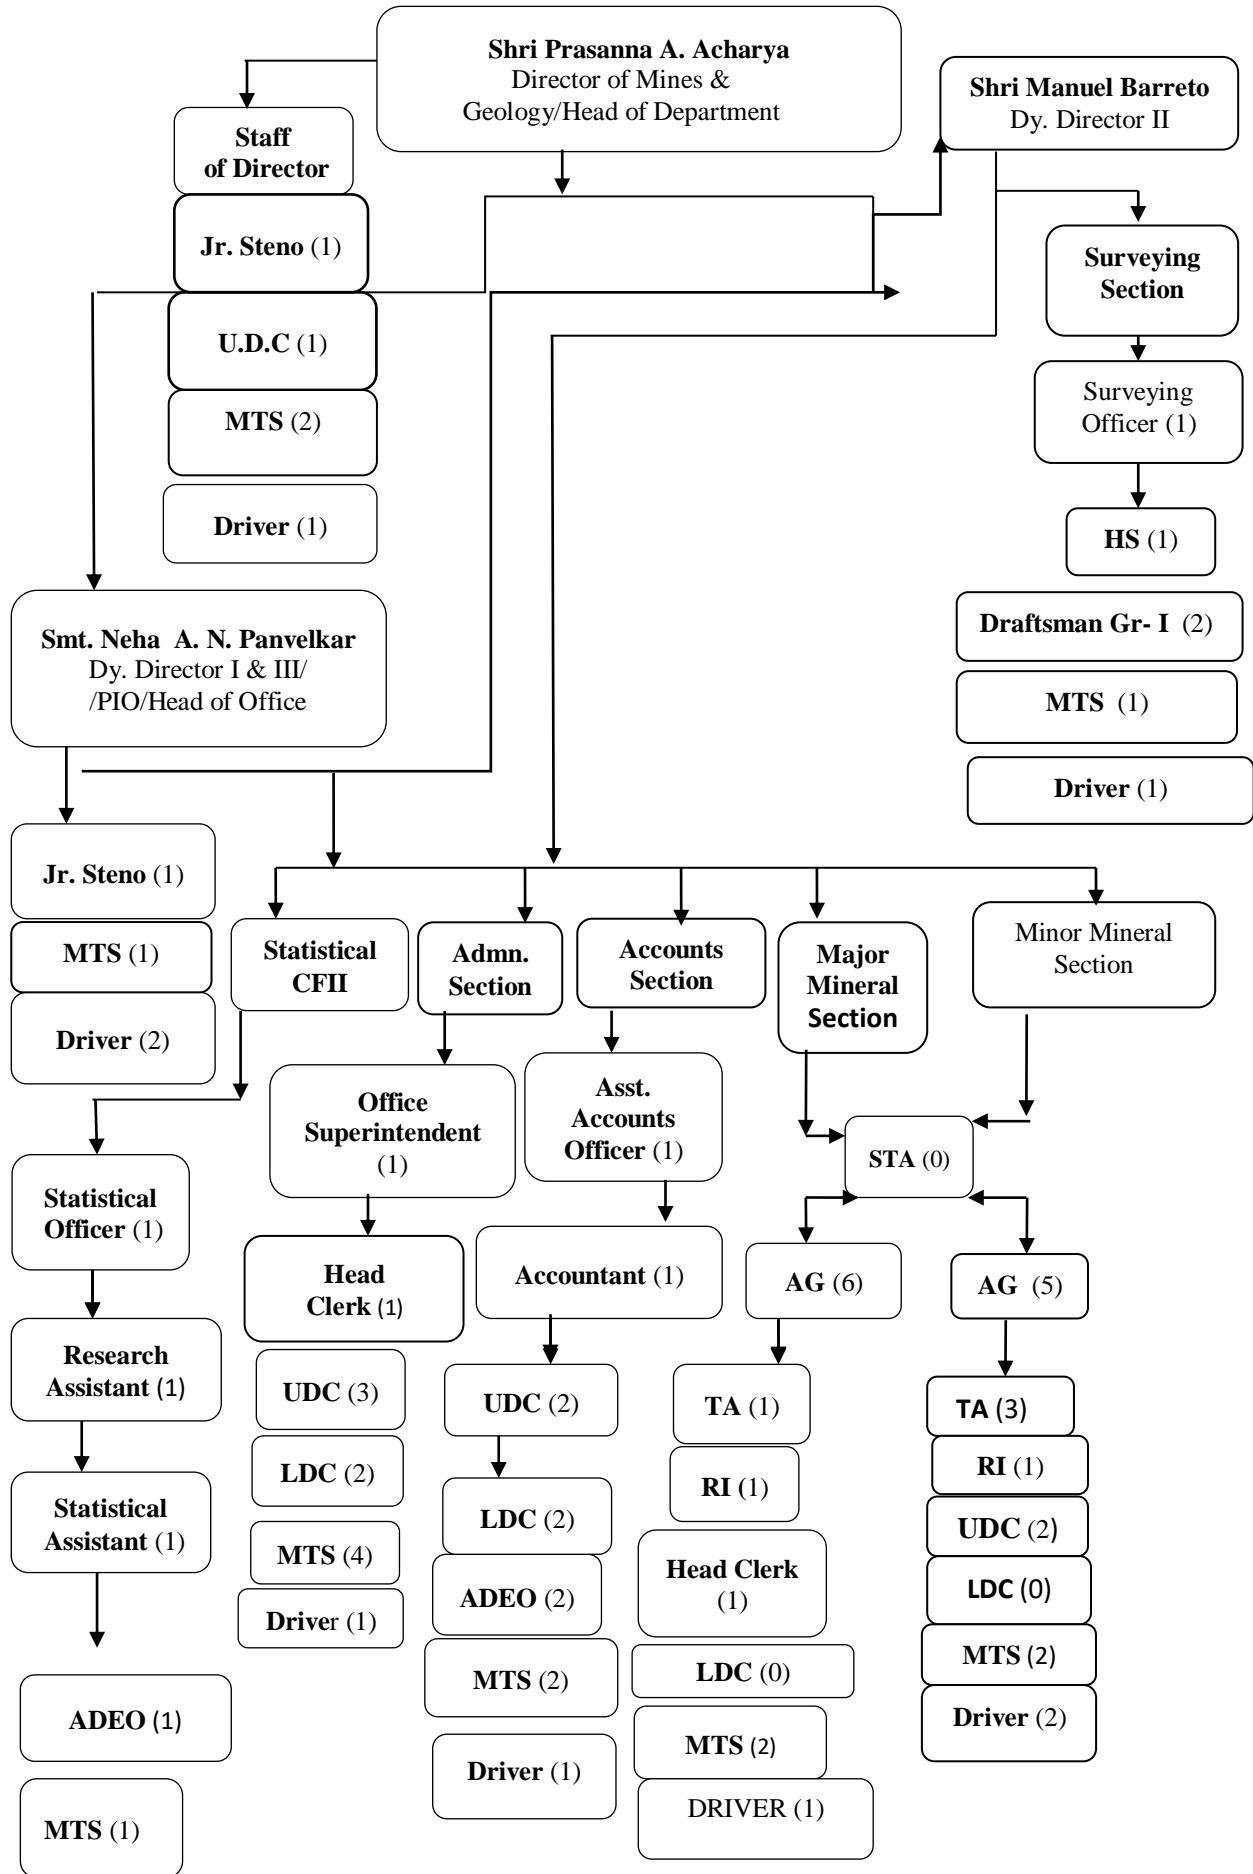 Shri Prasanna A. Acharya
Director of Mines &
Geology/Head of Department
Shri Manuel Barreto
Dy. Director II
Staff
of Director
Jr. Steno (1)
U.D.C (1)
MTS (2)
Driver (1)
Surveying
Section
Surveying
Officer (1)
HS (1)
Draftsman Gr- I (2)
MTS (1)
Driver (1)
Smt. Neha A. N. Panvelkar
Dy. Director I & III/
/PIO/Head of Office
Jr. Steno (1)
MTS (1)
Driver (2)
Statistical
CFII
Admn.
Section
Accounts
Section
Major
Mineral
Section
Minor Mineral
Section
Statistical
Officer (1)
Research
Assistant (1)
Statistical
Assistant (1)
ADEO (1)
MTS (1)
Office
Superintendent
(1)
Head
Clerk (1)
UDC (3)
LDC (2)
MTS (4)
Driver (1)
Asst.
Accounts
Officer (1)
Accountant (1)
UDC (2)
LDC (2)
ADEO (2)
MTS (2)
Driver (1)
STA (0)
AG (6)
TA (1)
RI (1)
Head Clerk
(1)
LDC (0)
MTS (2)
DRIVER (1)
AG (5)
TA (3)
RI (1)
UDC (2)
LDC (0)
MTS (2)
Driver (2)